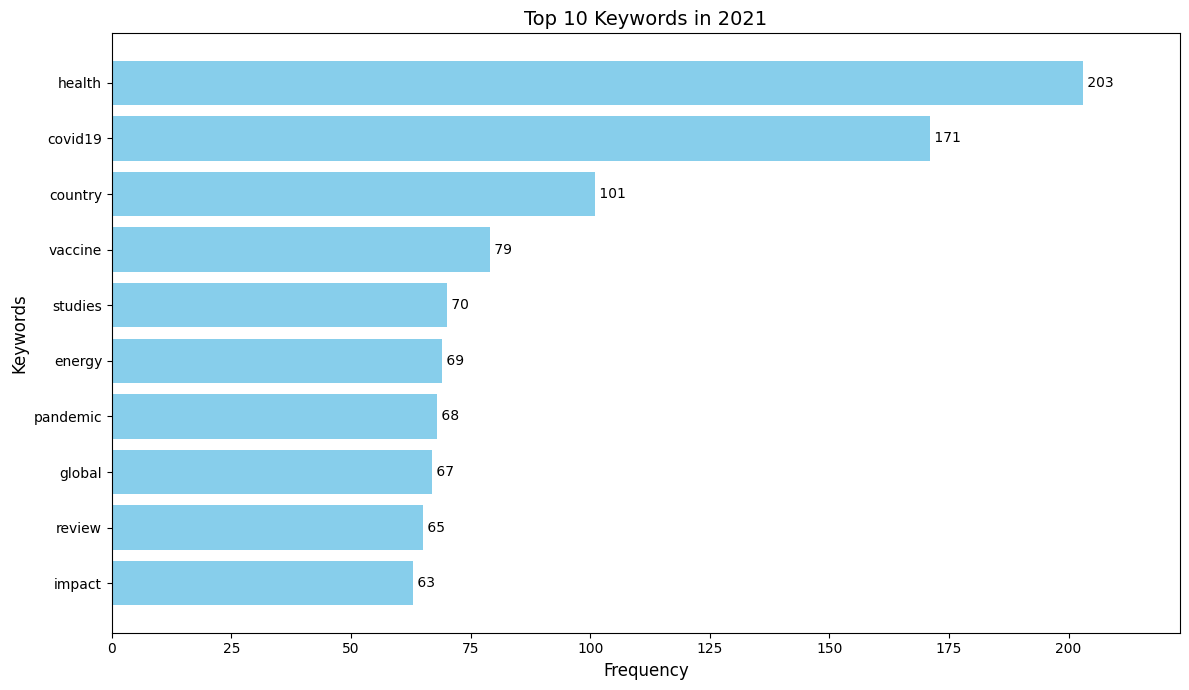 Top 10 Keywords in 2021
Keywords
health 203
covid19 171
country 101
vaccine 79
studies 70
energy 69
pandemic 68
global 67
review 65
impact 63
0 25 50 75 100 125 150 175 200
Frequency